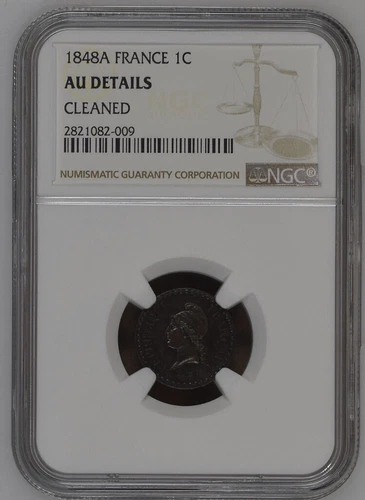 1848A FRANCE 1C
AU DETAILS
CLEANED
2821082-009
NUMISMATIC GUARANTY CORPORATION
NGC®